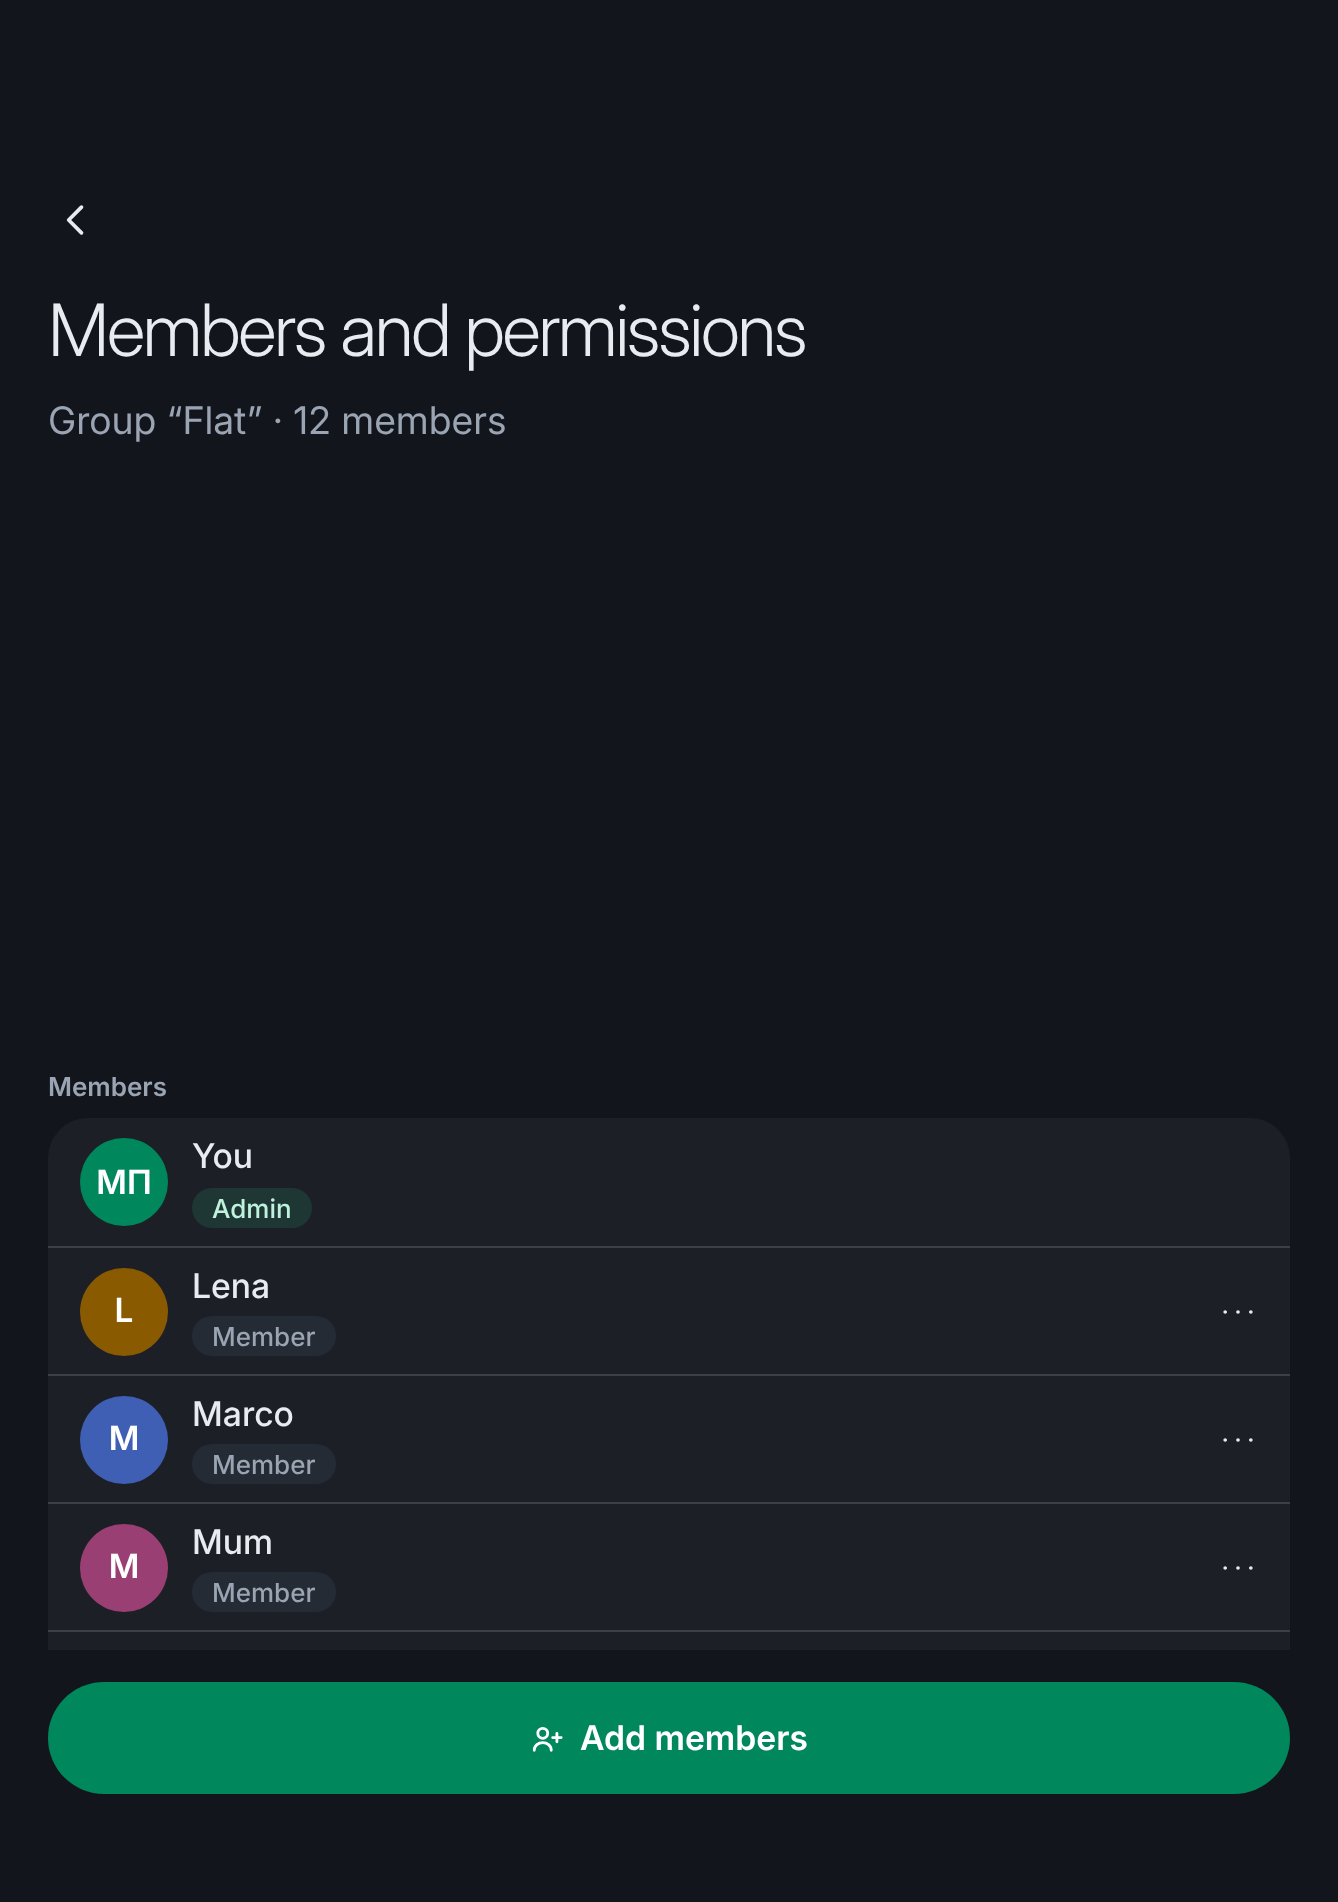 Members and permissions
Group “Flat” · 12 members
Members
МП
You
Admin
L
Lena
Member
M
Marco
Member
M
Mum
Member
Add members